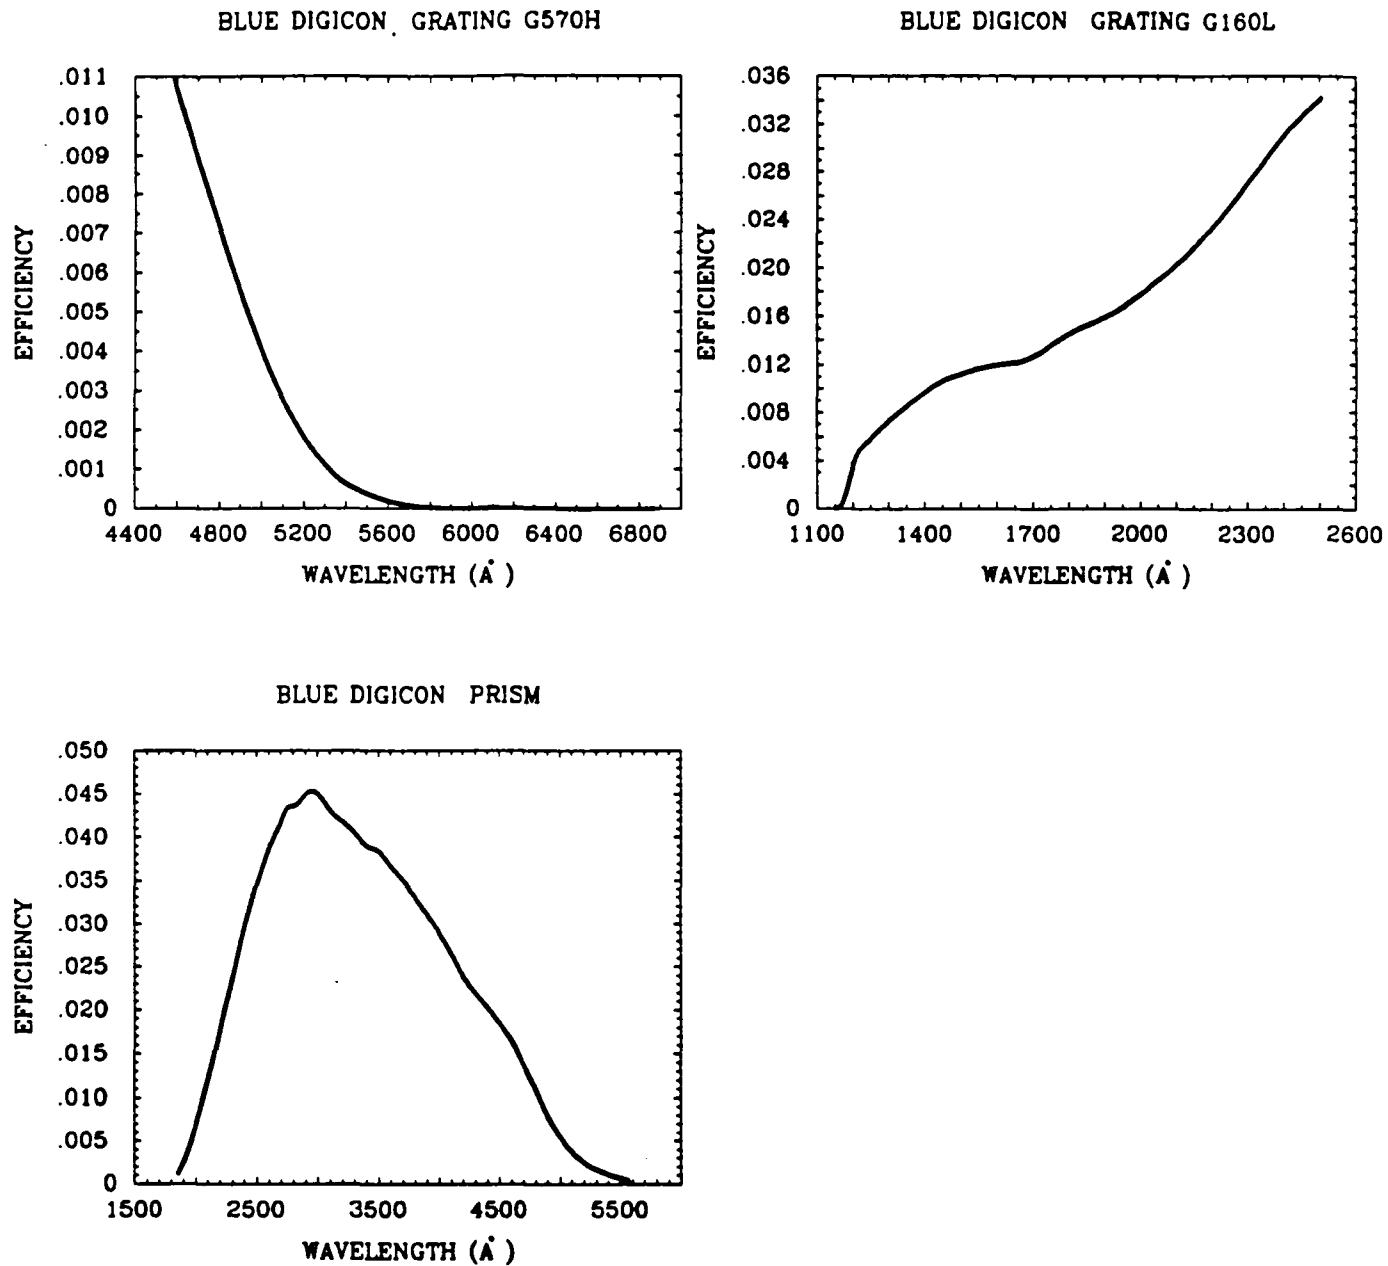 BLUE DIGICON. GRATING G570H
.011
.010
.009
.008
.007
.006
.005
.004
.003
.002
.001
0
EFFICIENCY
4400 4800 5200 5600 6000 6400 6800
WAVELENGTH (Å)
BLUE DIGICON GRATING G160L
.036
.032
.028
.024
.020
.016
.012
.008
.004
0
EFFICIENCY
1100 1400 1700 2000 2300 2600
WAVELENGTH (Å)
BLUE DIGICON PRISM
.050
.045
.040
.035
.030
.025
.020
.015
.010
.005
0
EFFICIENCY
1500 2500 3500 4500 5500
WAVELENGTH (Å)